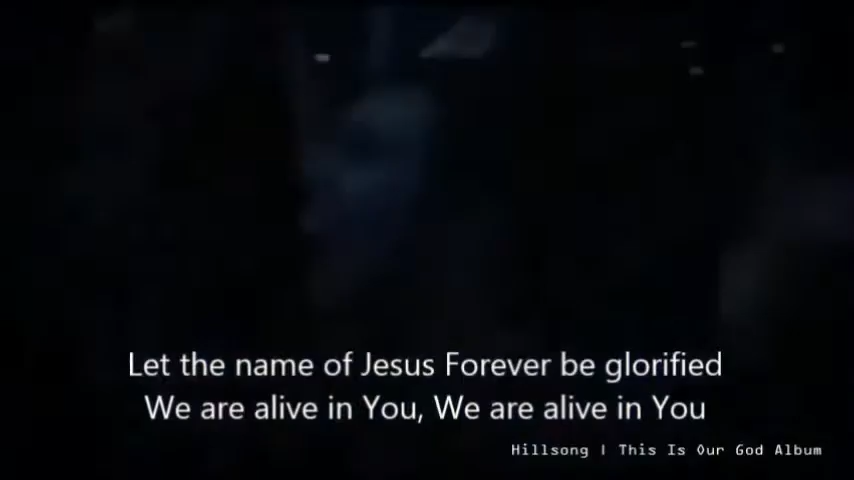 Let the name of Jesus Forever be glorified
We are alive in You, We are alive in You
Hillsong | This Is Our God Album